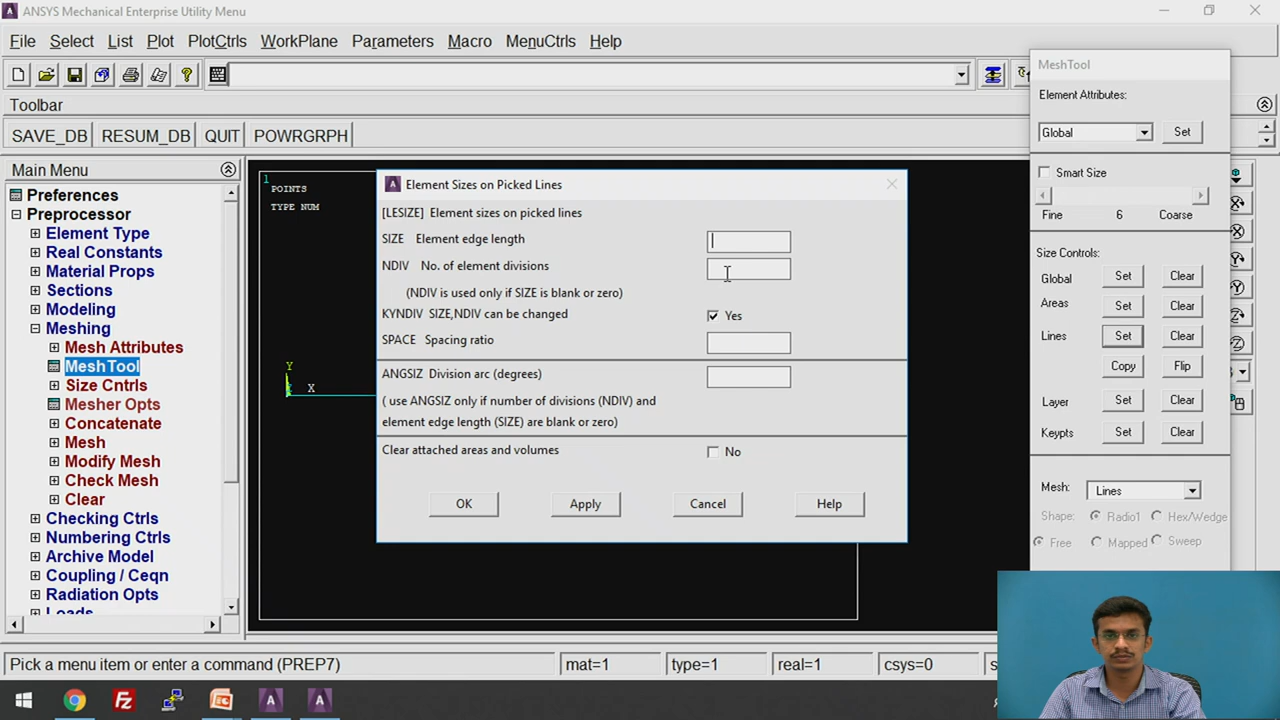 ANSYS Mechanical Enterprise Utility Menu
File Select List Plot PlotCtrls WorkPlane Parameters Macro MenuCtrls Help
Toolbar
SAVE_DB RESUM_DB QUIT POWRGRPH
Main Menu
Preferences
Preprocessor
Element Type
Real Constants
Material Props
Sections
Modeling
Meshing
Mesh Attributes
MeshTool
Size Cntrls
Mesher Opts
Concatenate
Mesh
Modify Mesh
Check Mesh
Clear
Checking Ctrls
Numbering Ctrls
Archive Model
Coupling / Ceqn
Radiation Opts
Loads
1
POINTS
TYPE NUM
Y
X
Element Sizes on Picked Lines
[LESIZE] Element sizes on picked lines
SIZE Element edge length
NDIV No. of element divisions
(NDIV is used only if SIZE is blank or zero)
KYNDIV SIZE,NDIV can be changed Yes
SPACE Spacing ratio
ANGSIZ Division arc (degrees)
( use ANGSIZ only if number of divisions (NDIV) and
element edge length (SIZE) are blank or zero)
Clear attached areas and volumes No
OK Apply Cancel Help
MeshTool
Element Attributes:
Global Set
Smart Size
Fine 6 Coarse
Size Controls:
Global Set Clear
Areas Set Clear
Lines Set Clear
Copy Flip
Layer Set Clear
Keypts Set Clear
Mesh: Lines
Shape: Radio1 Hex/Wedge
Free Mapped Sweep
Pick a menu item or enter a command (PREP7) mat=1 type=1 real=1 csys=0